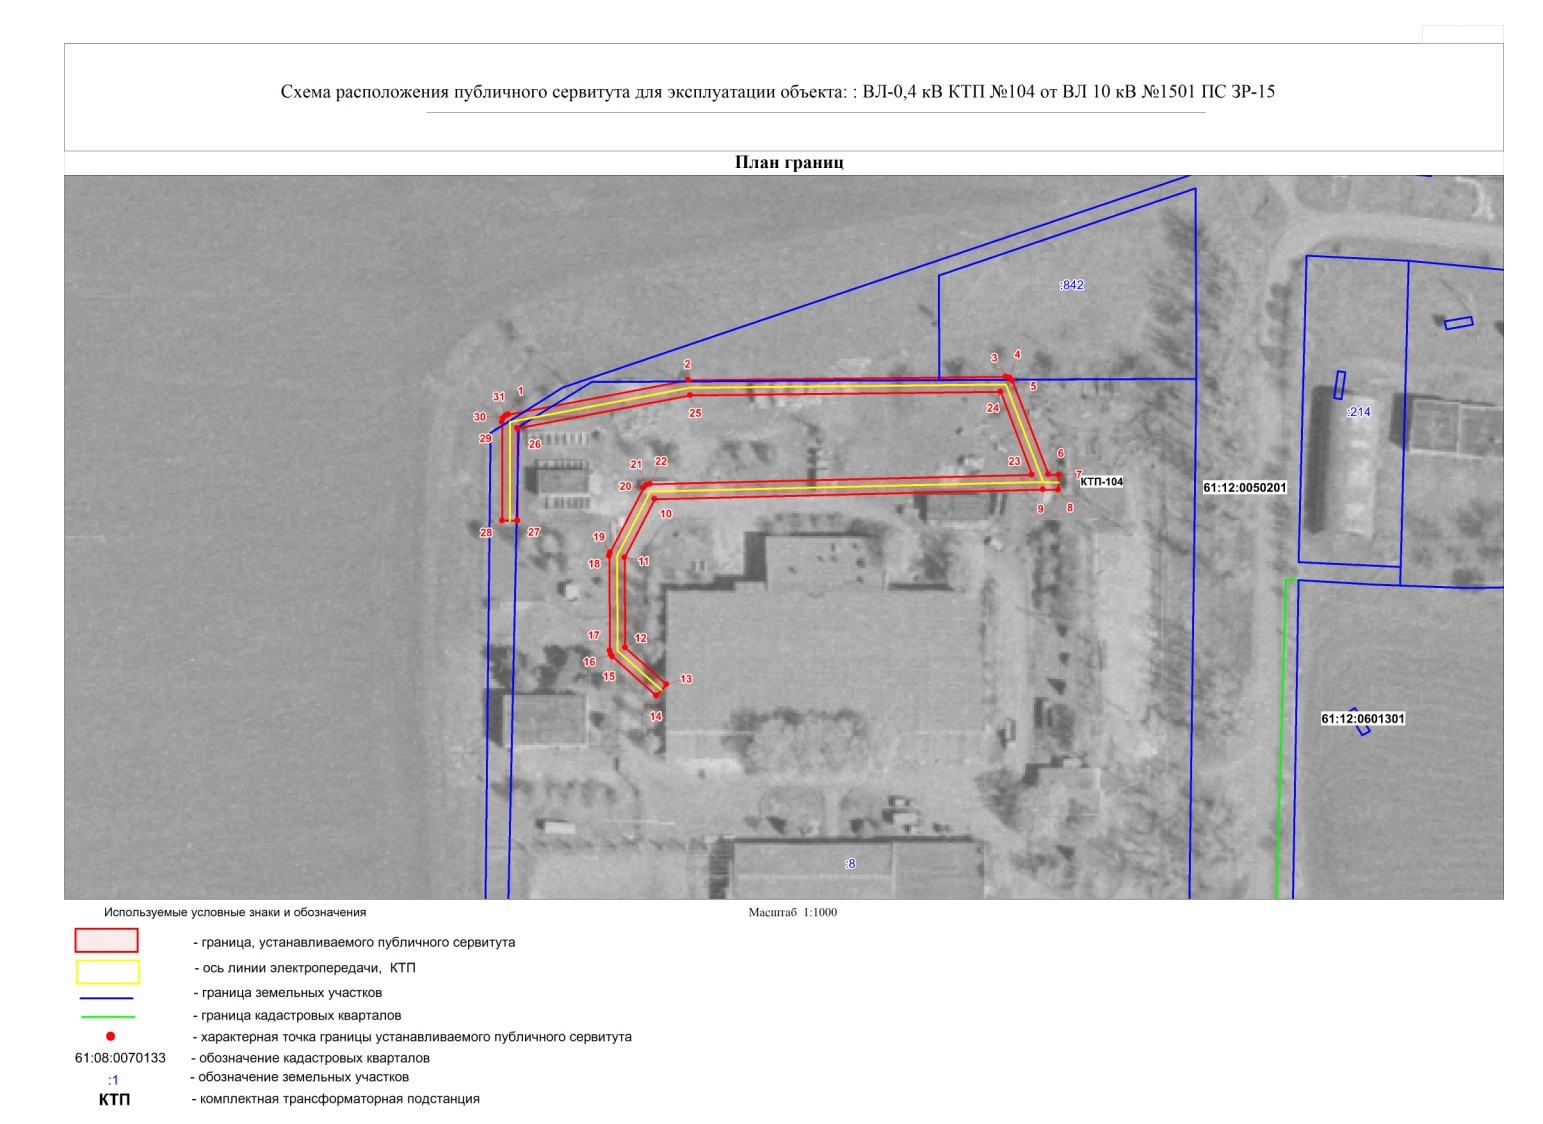 Схема расположения публичного сервитута для эксплуатации объекта: : ВЛ-0,4 кВ КТП №104 от ВЛ 10 кВ №1501 ПС ЗР-15
План границ
:842
2
3
4
5
1
31
30
29
26
25
24
:214
6
7
КТП-104
23
22
21
20
61:12:0050201
10
9
8
28
27
19
18
11
17
12
16
15
13
14
61:12:0601301
:8
Используемые условные знаки и обозначения
Масштаб 1:1000
- граница, устанавливаемого публичного сервитута
- ось линии электропередачи, КТП
- граница земельных участков
- граница кадастровых кварталов
- характерная точка границы устанавливаемого публичного сервитута
61:08:0070133 - обозначение кадастровых кварталов
:1 - обозначение земельных участков
КТП - комплектная трансформаторная подстанция